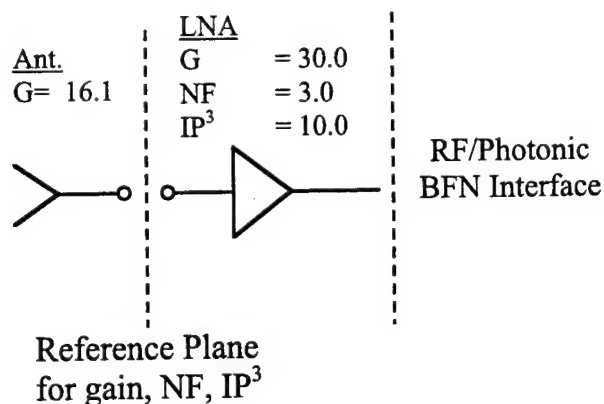 Ant.
G= 16.1
LNA
G = 30.0
NF = 3.0
IP³ = 10.0
RF/Photonic
BFN Interface
Reference Plane
for gain, NF, IP³